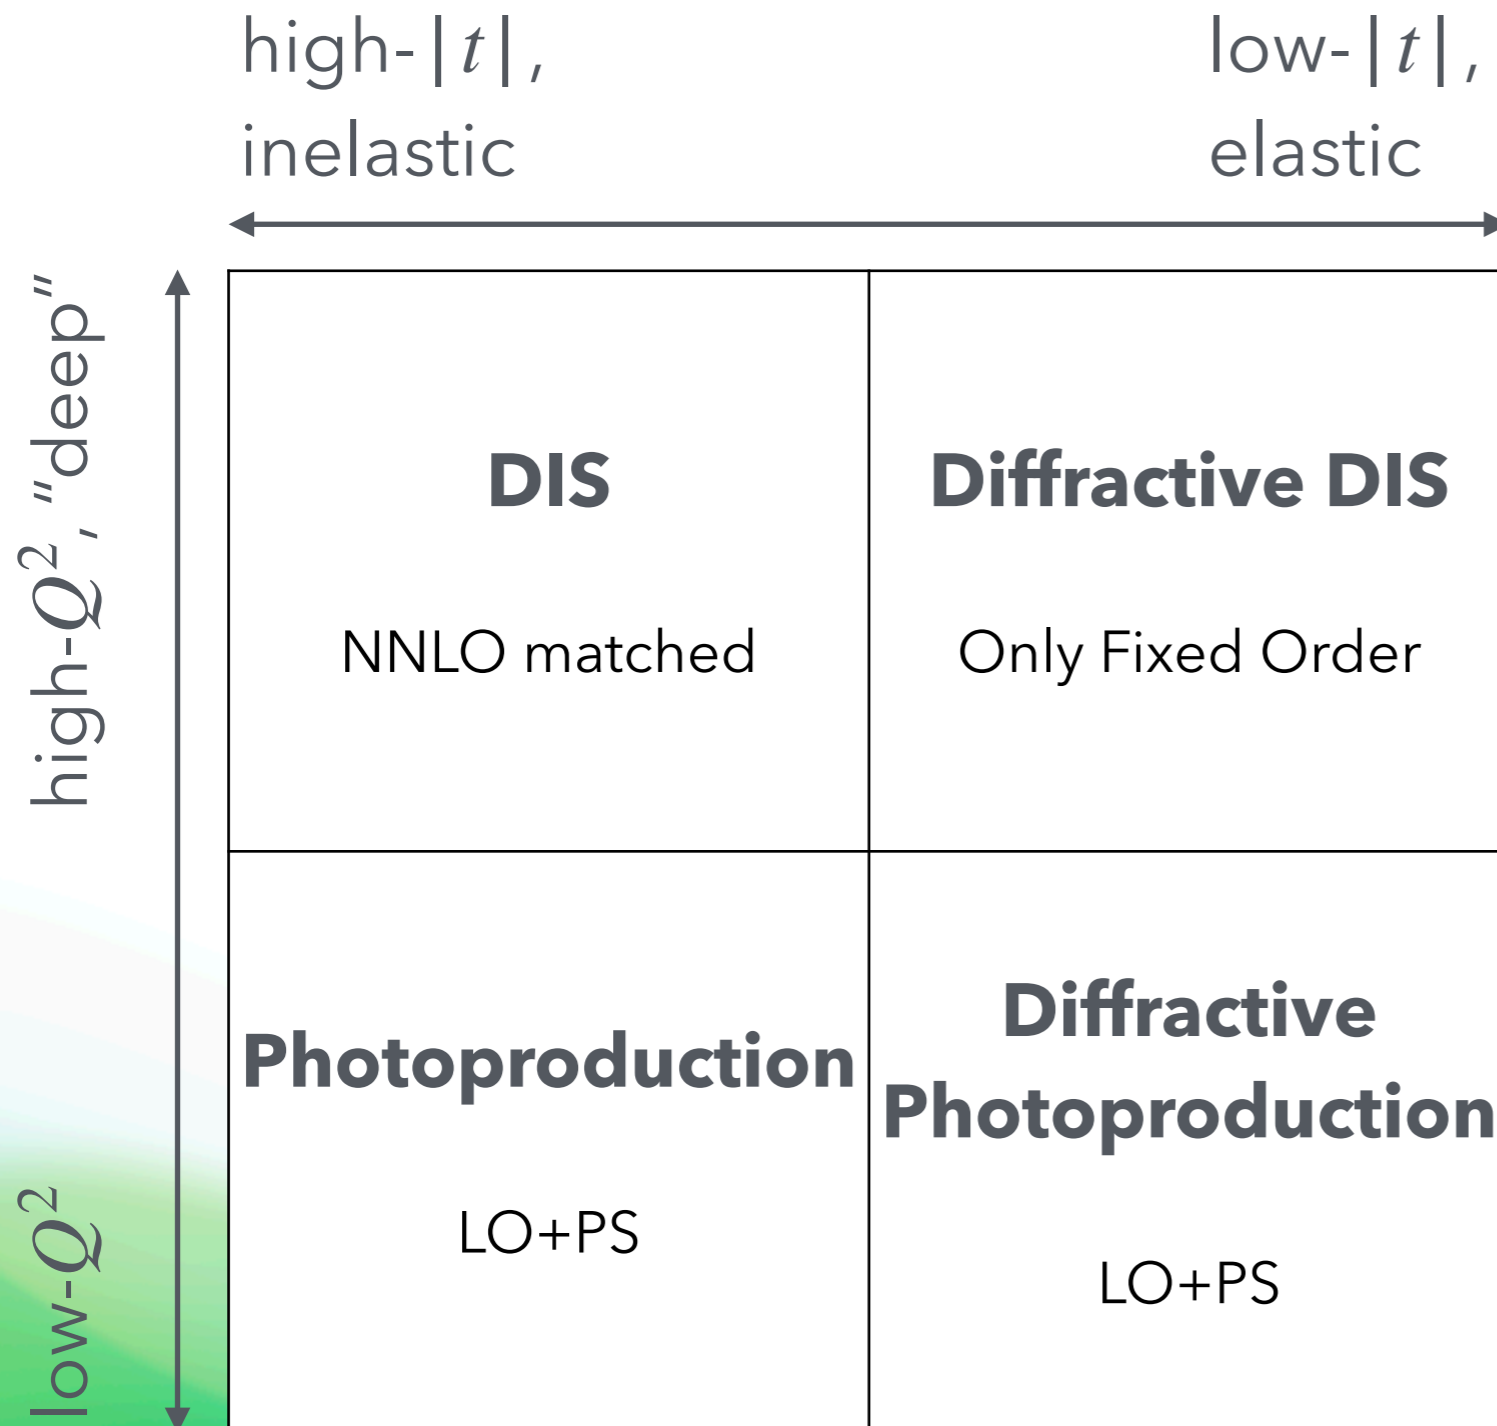 high-|t|,
inelastic
low-|t|,
elastic
high-Q², "deep"
low-Q²
DIS
NNLO matched
Diffractive DIS
Only Fixed Order
Photoproduction
LO+PS
Diffractive
Photoproduction
LO+PS